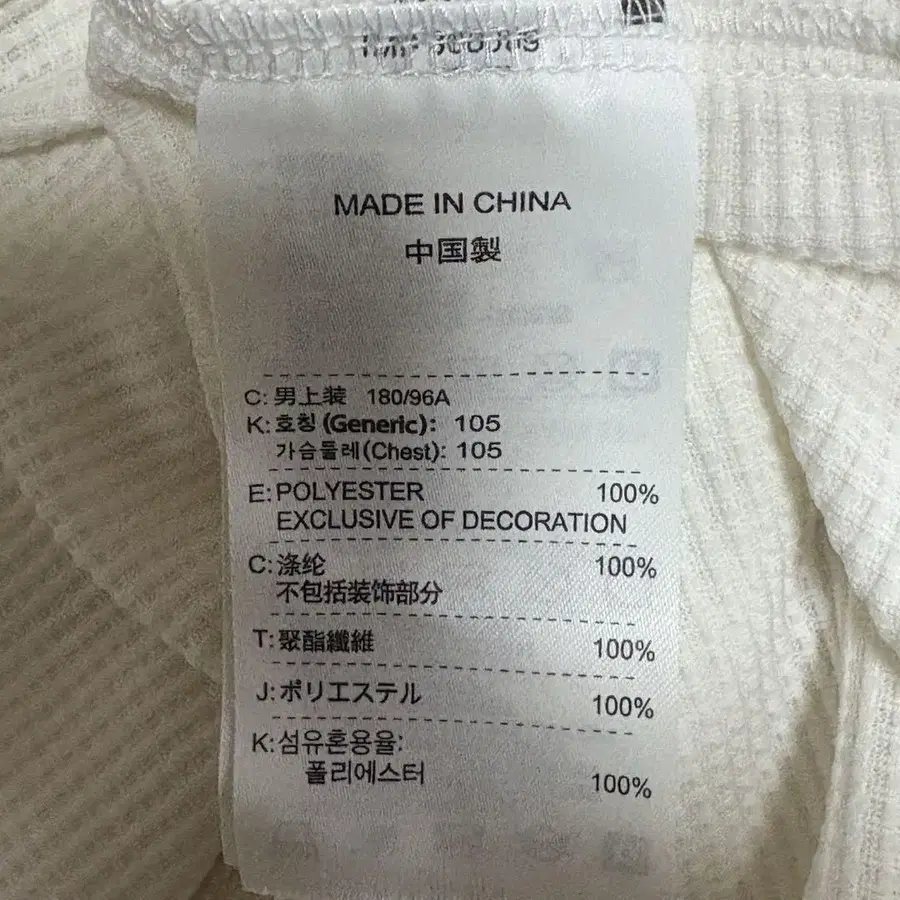 MADE IN CHINA
中国製
C: 男上装 180/96A
K: 호칭 (Generic): 105
가슴둘레(Chest): 105
E: POLYESTER 100%
EXCLUSIVE OF DECORATION
C: 涤纶 100%
不包括装饰部分
T: 聚酯纖維 100%
J: ポリエステル 100%
K: 섬유혼용율:
폴리에스터 100%